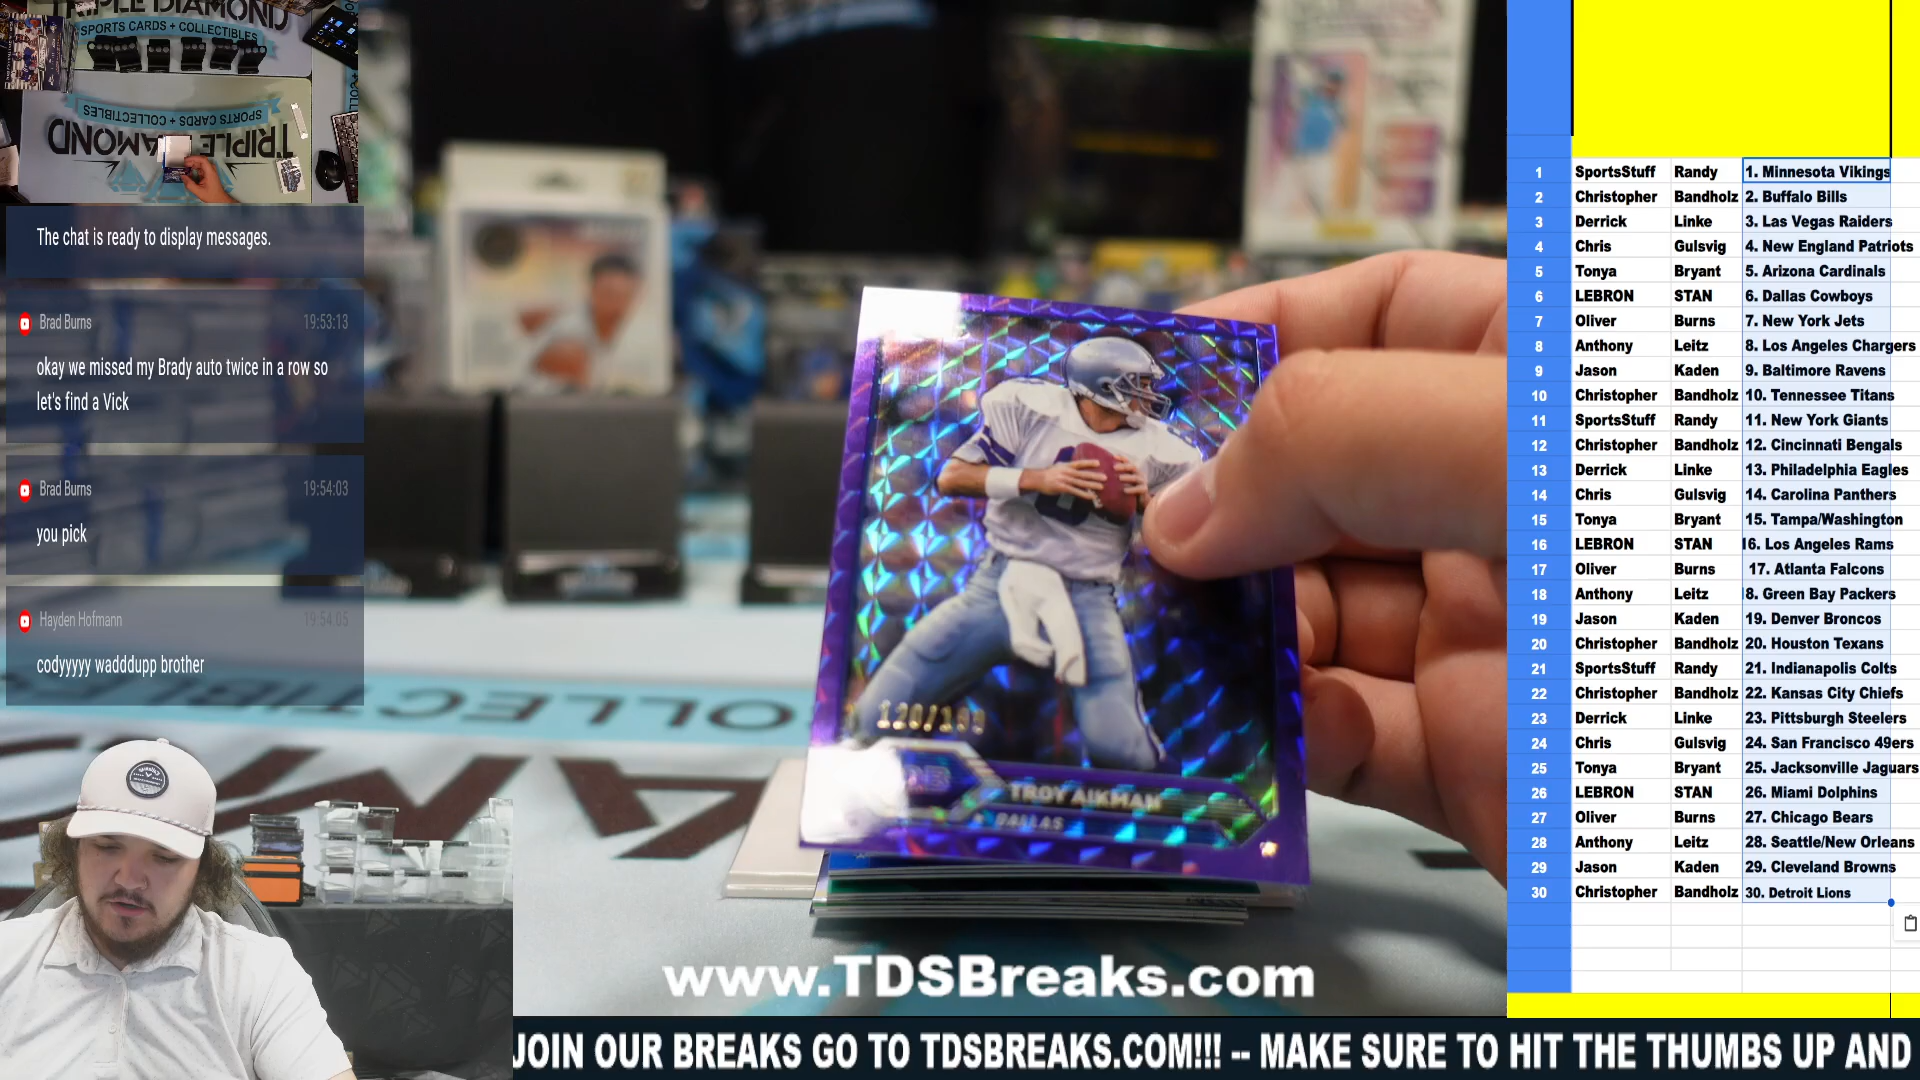 TRIPLE DIAMOND
SPORTS CARDS + COLLECTIBLES
SPORTS CARDS + COLLECTIBLES
TRIPLE DIAMOND
The chat is ready to display messages.
Brad Burns 19:53:13
okay we missed my Brady auto twice in a row so
let's find a Vick
Brad Burns 19:54:03
you pick
Hayden Hofmann 19:54:05
codyyyyy wadddupp brother
TROY AIKMAN
DALLAS
www.TDSBreaks.com
JOIN OUR BREAKS GO TO TDSBREAKS.COM!!! -- MAKE SURE TO HIT THE THUMBS UP AND
1 SportsStuff Randy 1. Minnesota Vikings
2 Christopher Bandholz 2. Buffalo Bills
3 Derrick Linke 3. Las Vegas Raiders
4 Chris Gulsvig 4. New England Patriots
5 Tonya Bryant 5. Arizona Cardinals
6 LEBRON STAN 6. Dallas Cowboys
7 Oliver Burns 7. New York Jets
8 Anthony Leitz 8. Los Angeles Chargers
9 Jason Kaden 9. Baltimore Ravens
10 Christopher Bandholz 10. Tennessee Titans
11 SportsStuff Randy 11. New York Giants
12 Christopher Bandholz 12. Cincinnati Bengals
13 Derrick Linke 13. Philadelphia Eagles
14 Chris Gulsvig 14. Carolina Panthers
15 Tonya Bryant 15. Tampa/Washington
16 LEBRON STAN 16. Los Angeles Rams
17 Oliver Burns 17. Atlanta Falcons
18 Anthony Leitz 8. Green Bay Packers
19 Jason Kaden 19. Denver Broncos
20 Christopher Bandholz 20. Houston Texans
21 SportsStuff Randy 21. Indianapolis Colts
22 Christopher Bandholz 22. Kansas City Chiefs
23 Derrick Linke 23. Pittsburgh Steelers
24 Chris Gulsvig 24. San Francisco 49ers
25 Tonya Bryant 25. Jacksonville Jaguars
26 LEBRON STAN 26. Miami Dolphins
27 Oliver Burns 27. Chicago Bears
28 Anthony Leitz 28. Seattle/New Orleans
29 Jason Kaden 29. Cleveland Browns
30 Christopher Bandholz 30. Detroit Lions